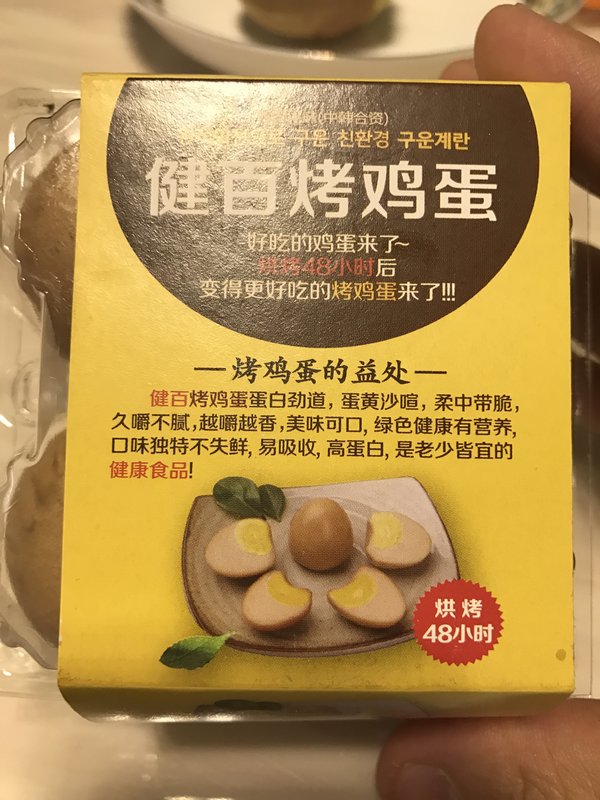 (中韩合资)
구운 친환경 구운계란
健百烤鸡蛋
好吃的鸡蛋来了~
烘烤48小时后
变得更好吃的烤鸡蛋来了!!!
—烤鸡蛋的益处—
健百烤鸡蛋蛋白劲道，蛋黄沙喧，柔中带脆，
久嚼不腻，越嚼越香，美味可口，绿色健康有营养，
口味独特不失鲜，易吸收，高蛋白，是老少皆宜的
健康食品!
烘烤
48小时